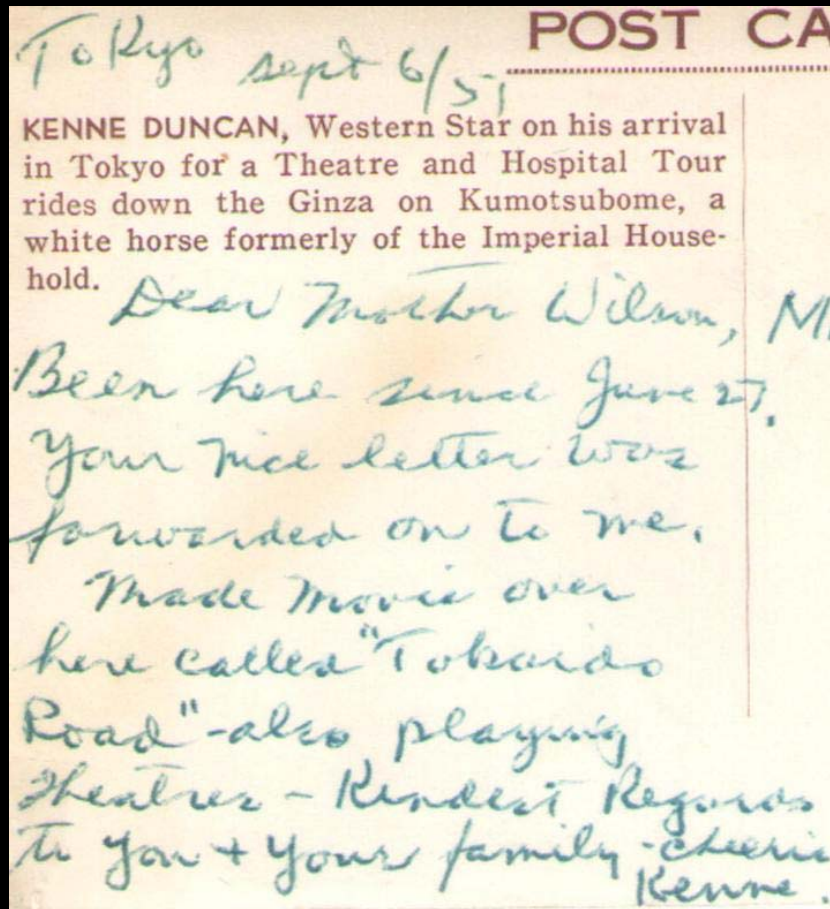 POST CA
Tokyo Sept 6/51
KENNE DUNCAN, Western Star on his arrival
in Tokyo for a Theatre and Hospital Tour
rides down the Ginza on Kumotsubome, a
white horse formerly of the Imperial House-
hold.
Dear Mother Wilson,
Been here since June 27.
Your nice letter was
forwarded on to me.
Made movie over
here called "Tokaido
Road" - also playing
Theatres - Kindest Regards
to you + your family - cheeri
Kenne.